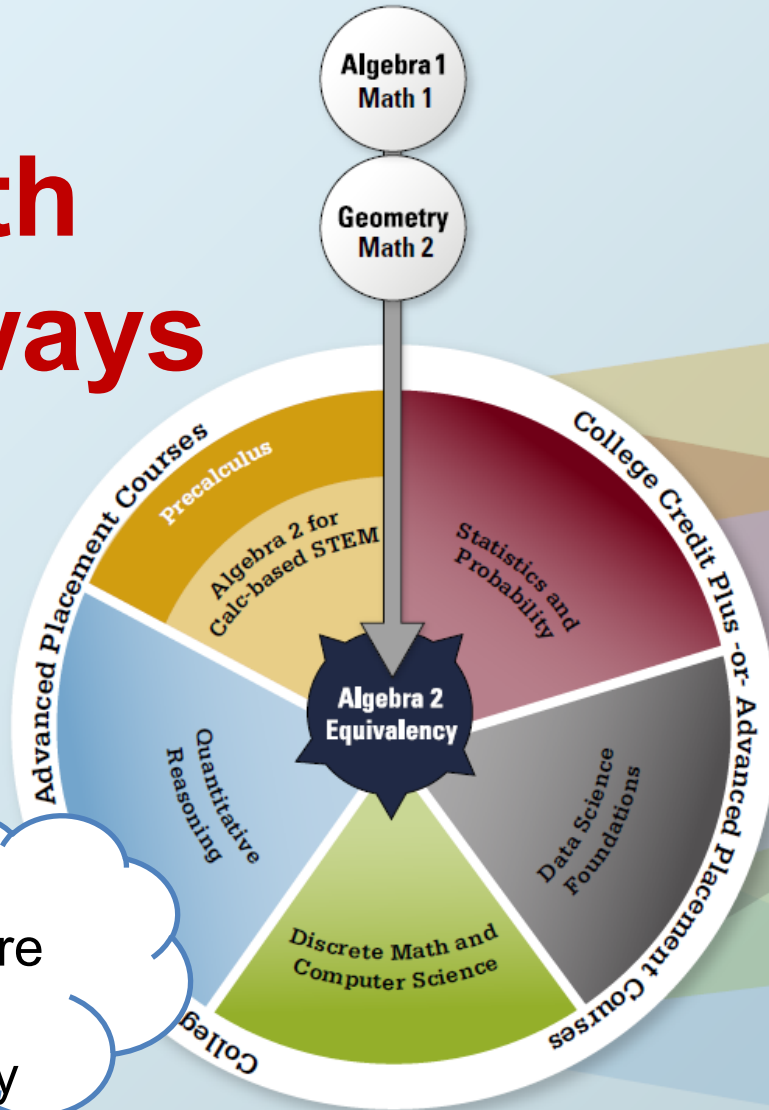 Algebra 1
Math 1
Geometry
Math 2
th
ways
Advanced Placement Courses
College Credit Plus -or- Advanced Placement Courses
Precalculus
Algebra 2 for
Calc-based STEM
Statistics and
Probability
Algebra 2
Equivalency
Quantitative
Reasoning
Data Science
Foundations
Discrete Math and
Computer Science
Colleg
re
y